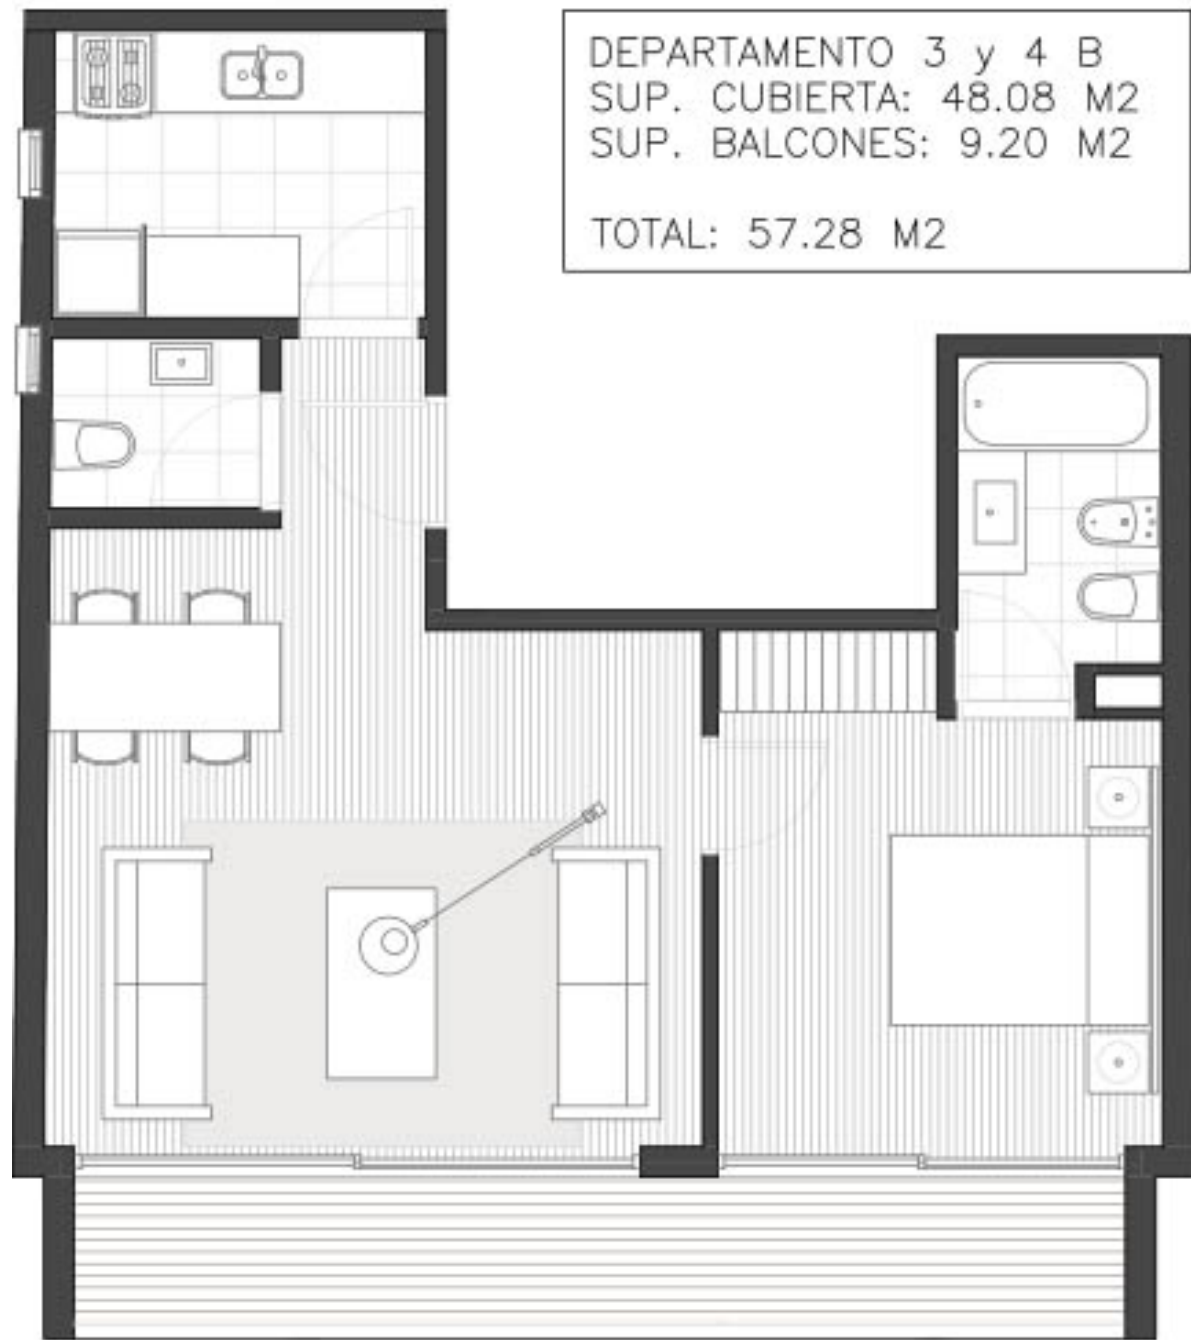 DEPARTAMENTO 3 y 4 B
SUP. CUBIERTA: 48.08 M2
SUP. BALCONES: 9.20 M2
TOTAL: 57.28 M2